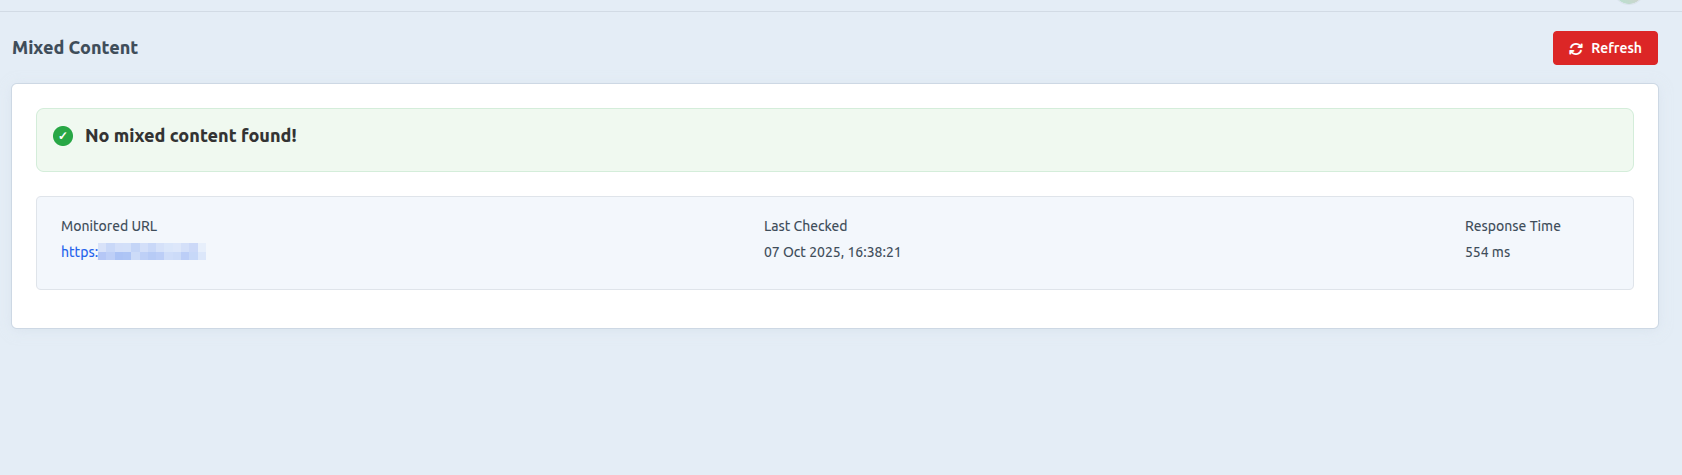 Mixed Content
Refresh
No mixed content found!
Monitored URL
Last Checked
Response Time
https:
07 Oct 2025, 16:38:21
554 ms